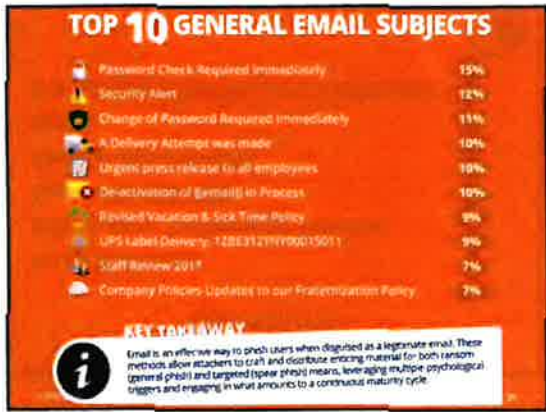 TOP 10 GENERAL EMAIL SUBJECTS
Password Check Required Immediately 15%
Security Alert 12%
Change of Password Required Immediately 11%
A Delivery Attempt was made 10%
Urgent press release to all employees 10%
De-activation of [[email]] in Process 10%
Revised Vacation & Sick Time Policy 9%
UPS Label Delivery, 9%
Staff Review 2017 7%
Company Policies-Updates to our Fraternization Policy 7%
KEY TAKEAWAY
Email is an effective way to phish users when disguised as a legitimate email. These
methods allow attackers to craft and distribute enticing material for both random
(general phish) and targeted (spear phish) means, leveraging multiple psychological
triggers and engaging in what amounts to a continuous maturity cycle.